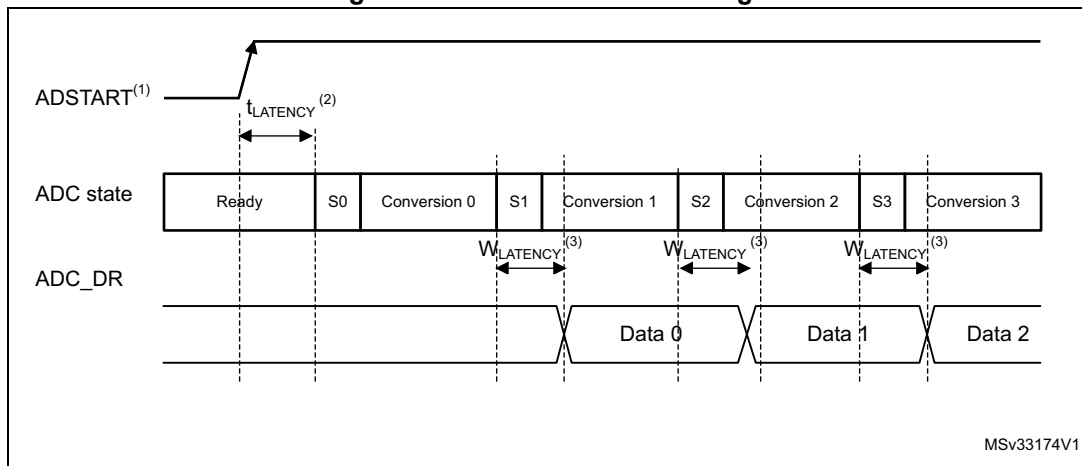 ADSTART(1)
tLATENCY (2)
ADC state
Ready S0 Conversion 0 S1 Conversion 1 S2 Conversion 2 S3 Conversion 3
WLATENCY (3) WLATENCY (3) WLATENCY (3)
ADC_DR
Data 0 Data 1 Data 2
MSv33174V1